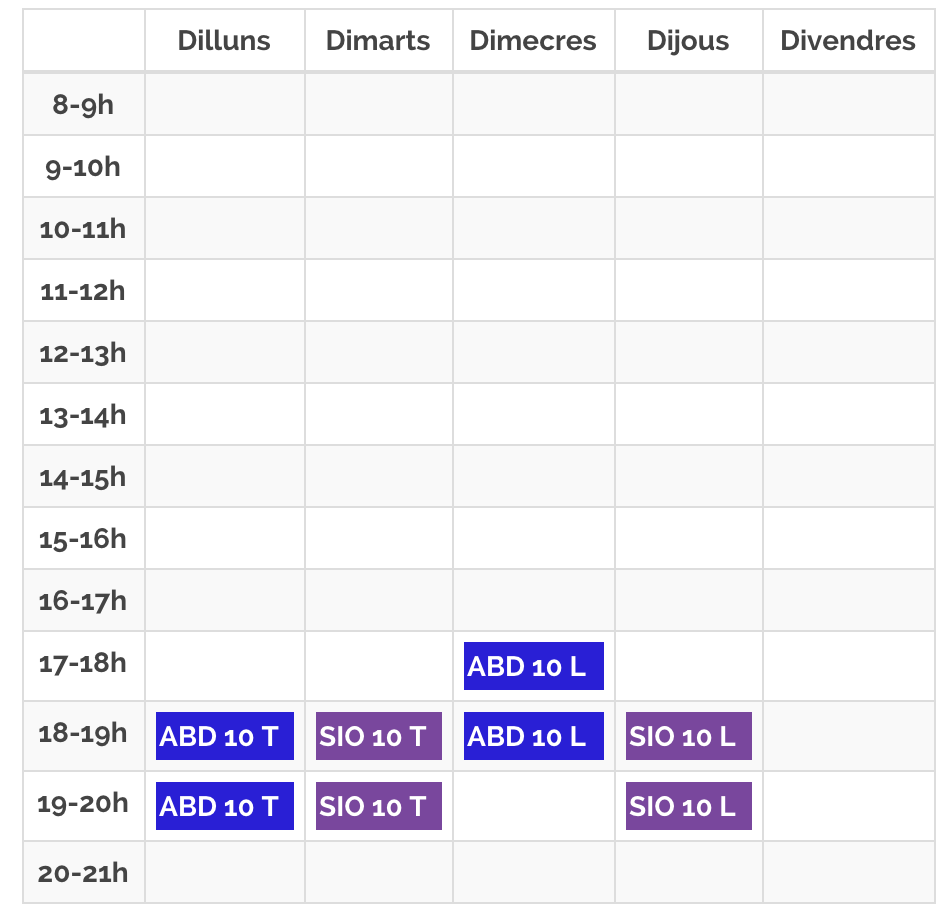 Dilluns Dimarts Dimecres Dijous Divendres
8-9h
9-10h
10-11h
11-12h
12-13h
13-14h
14-15h
15-16h
16-17h
17-18h ABD 10 L
18-19h ABD 10 T SIO 10 T ABD 10 L SIO 10 L
19-20h ABD 10 T SIO 10 T SIO 10 L
20-21h